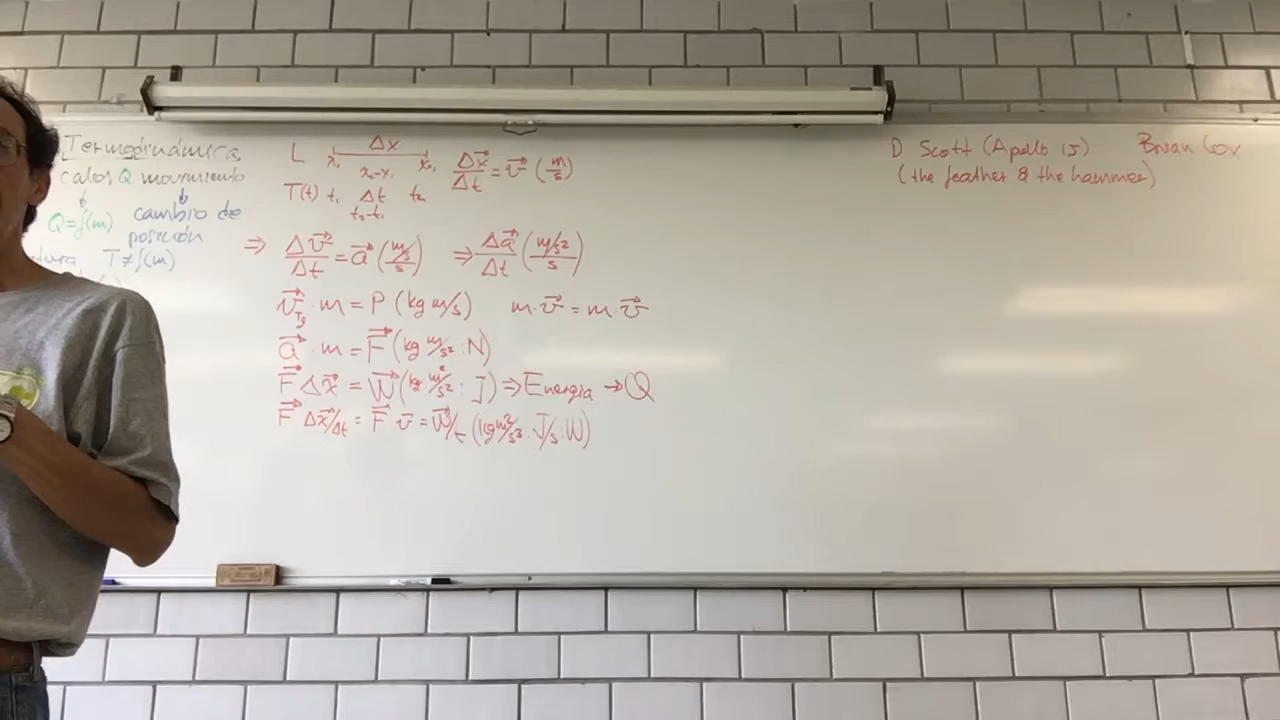 Termodinámica
calor Q movimiento
↓ ↓
Q=f(m) cambio de
posición
T≠f(m)
L Δx
x₁ x₂
x₂-x₁
Δx⃗/Δt = v⃗ (m/s)
T(t) t₁ Δt t₂
t₂-t₁
⇒ Δv⃗/Δt = a⃗ (m/s/s) ⇒ Δa⃗/Δt (m/s²/s)
v⃗ · m = P (kg m/s) m·v⃗ = m v⃗
a⃗ · m = F⃗ (kg m/s² : N)
F⃗ Δx⃗ = W⃗ (kg m²/s² : J) ⇒ Energia → Q
F⃗ Δx⃗/Δt = F⃗ v⃗ = W⃗/t (kg m²/s³ : J/s : W)
D Scott (Apollo 15) Brian Cox
(the feather & the hammer)